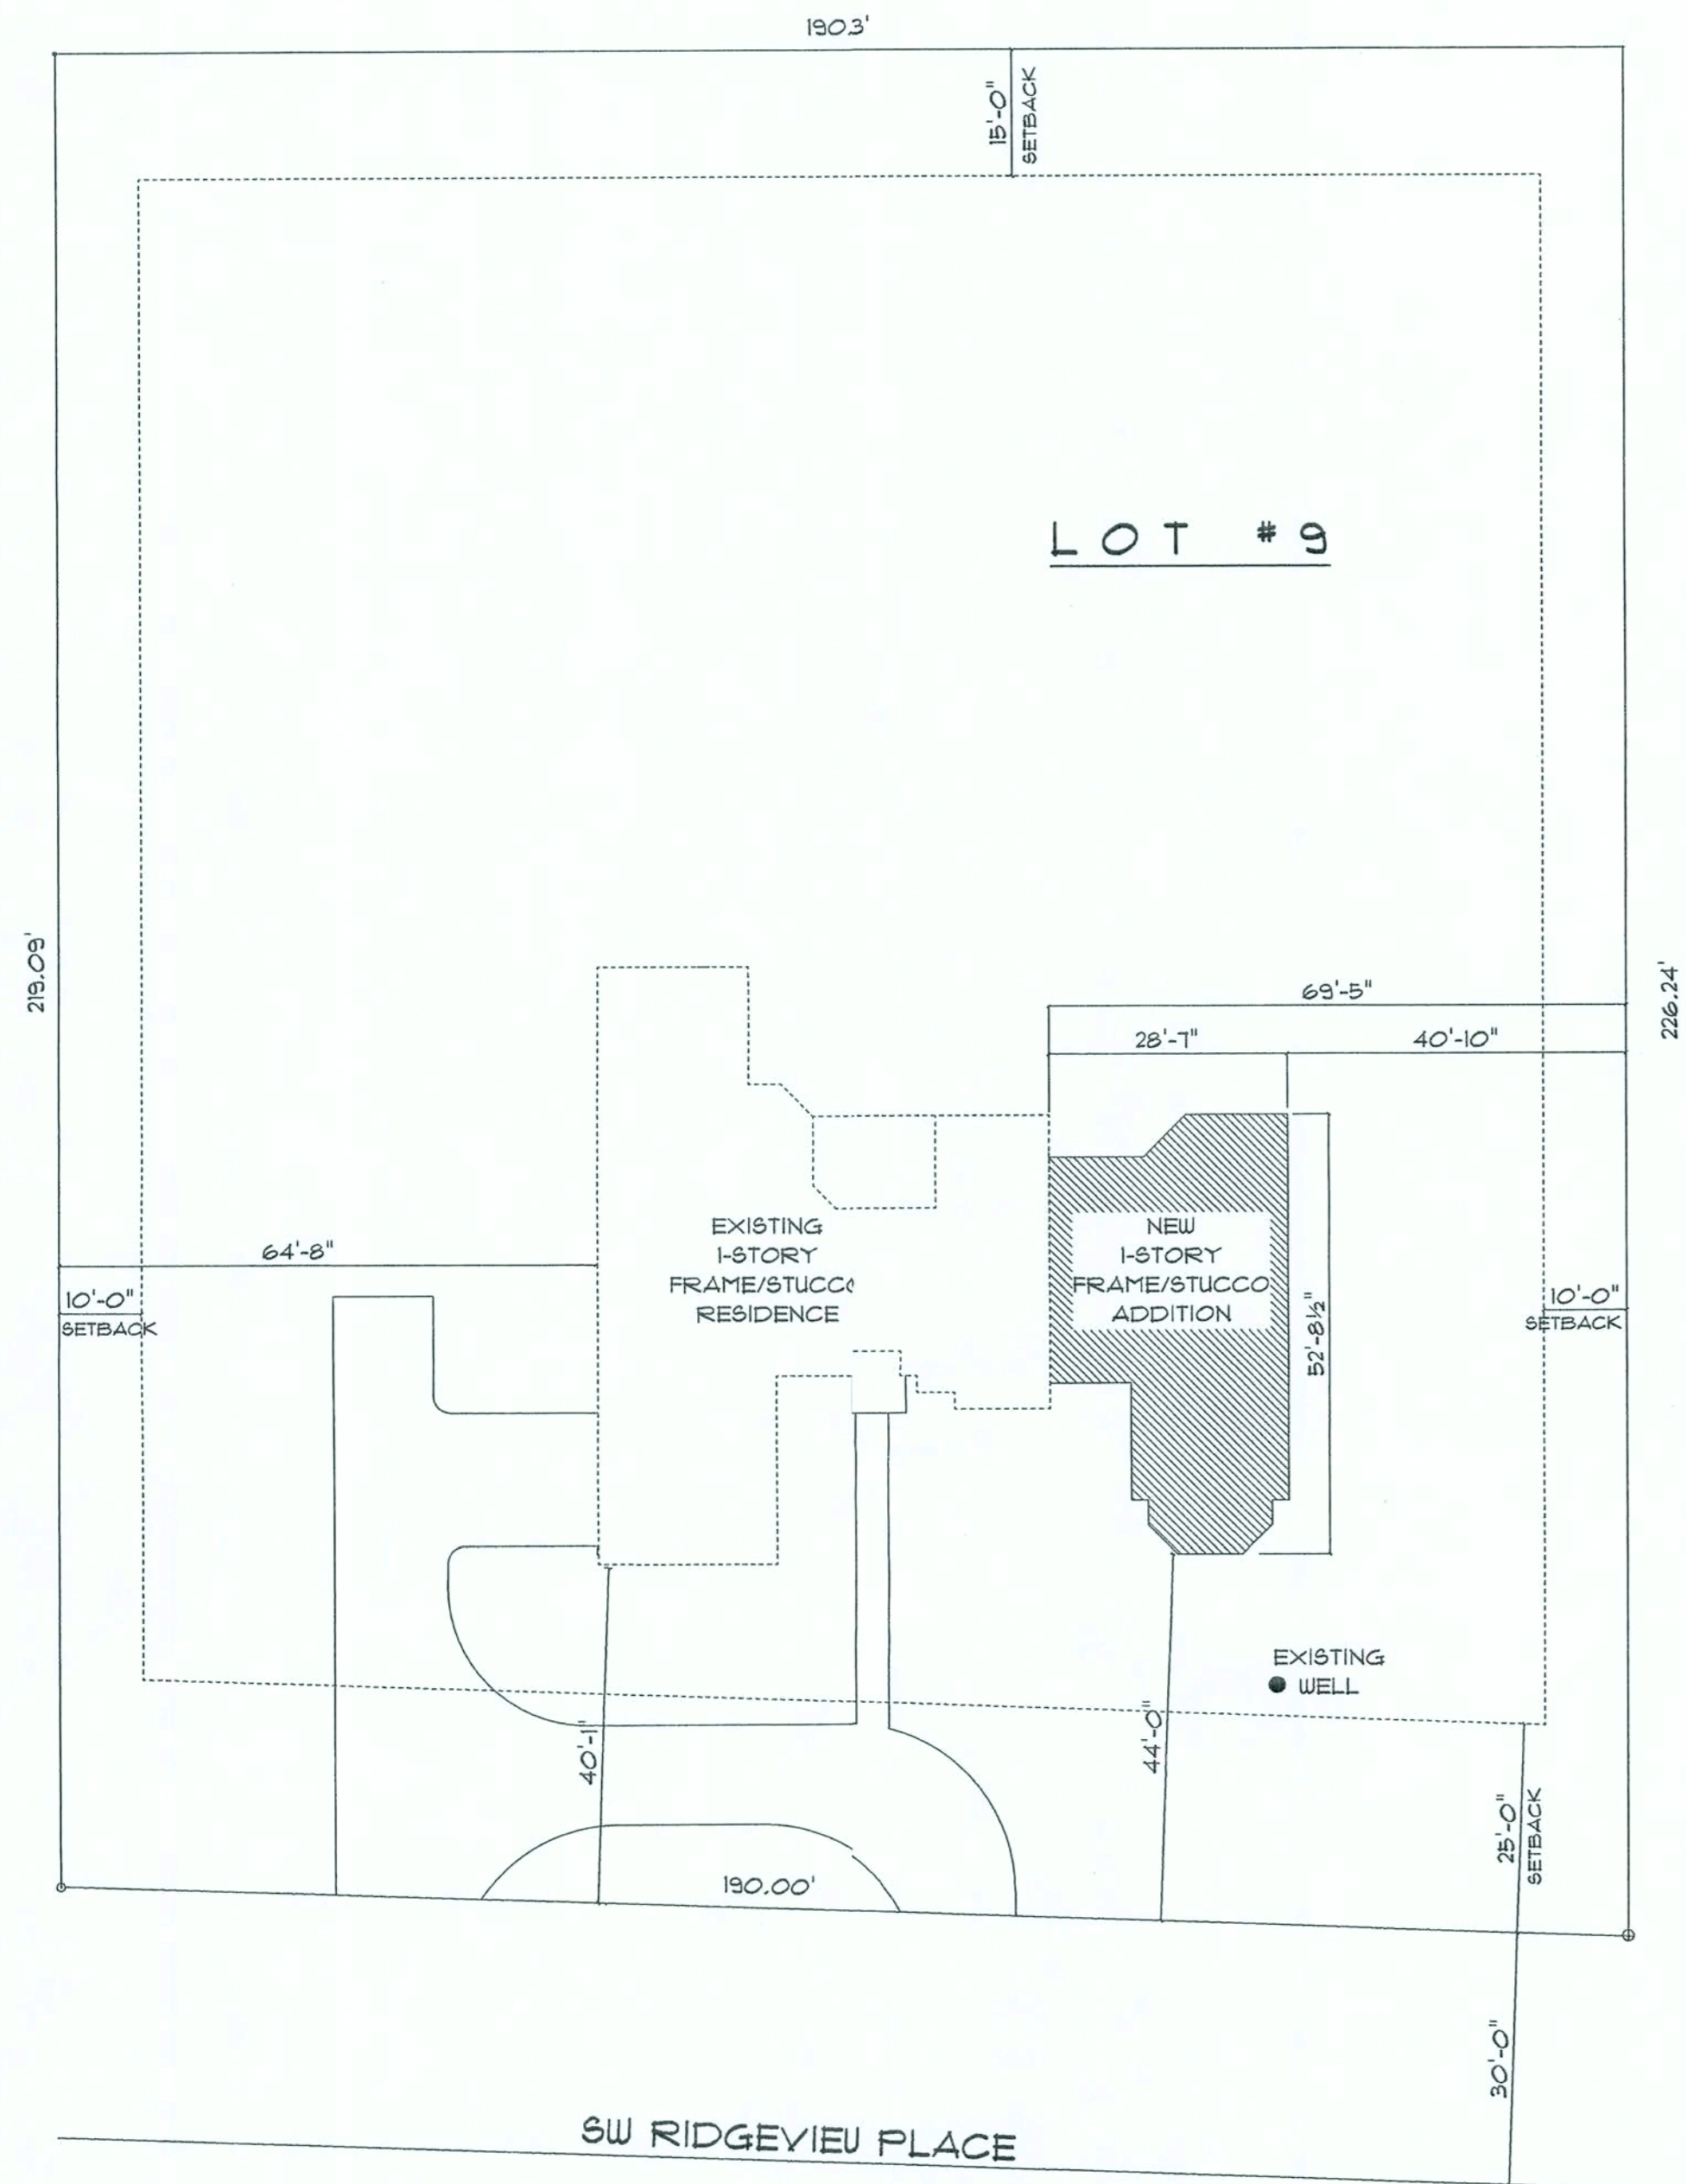 190.3'
15'-0"
SETBACK
LOT #9
219.09'
226.24'
69'-5"
28'-7"
40'-10"
64'-8"
10'-0"
SETBACK
EXISTING
1-STORY
FRAME/STUCCO
RESIDENCE
NEW
1-STORY
FRAME/STUCCO
ADDITION
52'-8½"
10'-0"
SETBACK
EXISTING
WELL
40'-1"
44'-0"
25'-0"
SETBACK
190.00'
30'-0"
SW RIDGEVIEU PLACE